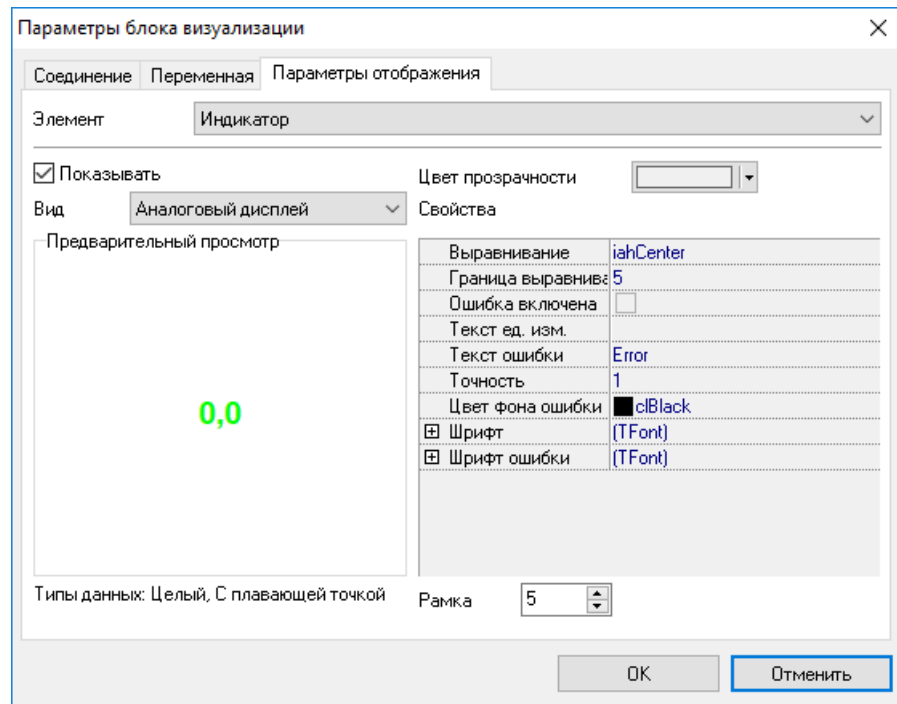 Параметры блока визуализации
Соединение Переменная Параметры отображения
Элемент Индикатор
Показывать
Цвет прозрачности
Вид Аналоговый дисплей
Свойства
Предварительный просмотр
0,0
Выравнивание iahCenter
Граница выравнива 5
Ошибка включена
Текст ед. изм.
Текст ошибки Error
Точность 1
Цвет фона ошибки clBlack
Шрифт (TFont)
Шрифт ошибки (TFont)
Типы данных: Целый, С плавающей точкой
Рамка 5
OK Отменить